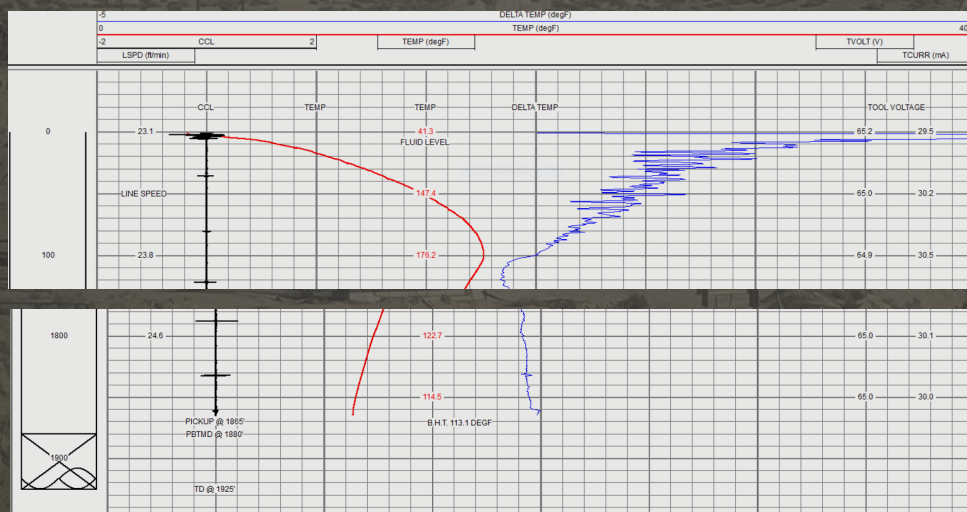 -5 DELTA TEMP (degF)
0 TEMP (degF) 40
-2 CCL 2 TEMP (degF) TVOLT (V)
LSPD (ft/min) TCURR (mA)
CCL TEMP TEMP DELTA TEMP TOOL VOLTAGE
0 23.1 41.3 65.2 29.5
FLUID LEVEL
LINE SPEED 147.4 65.0 30.2
100 23.8 176.2 64.9 30.5
1800 24.6 122.7 65.0 30.1
114.5 65.0 30.0
PICKUP @ 1865' B.H.T. 113.1 DEGF
PBTMD @ 1880'
1900
TD @ 1925'